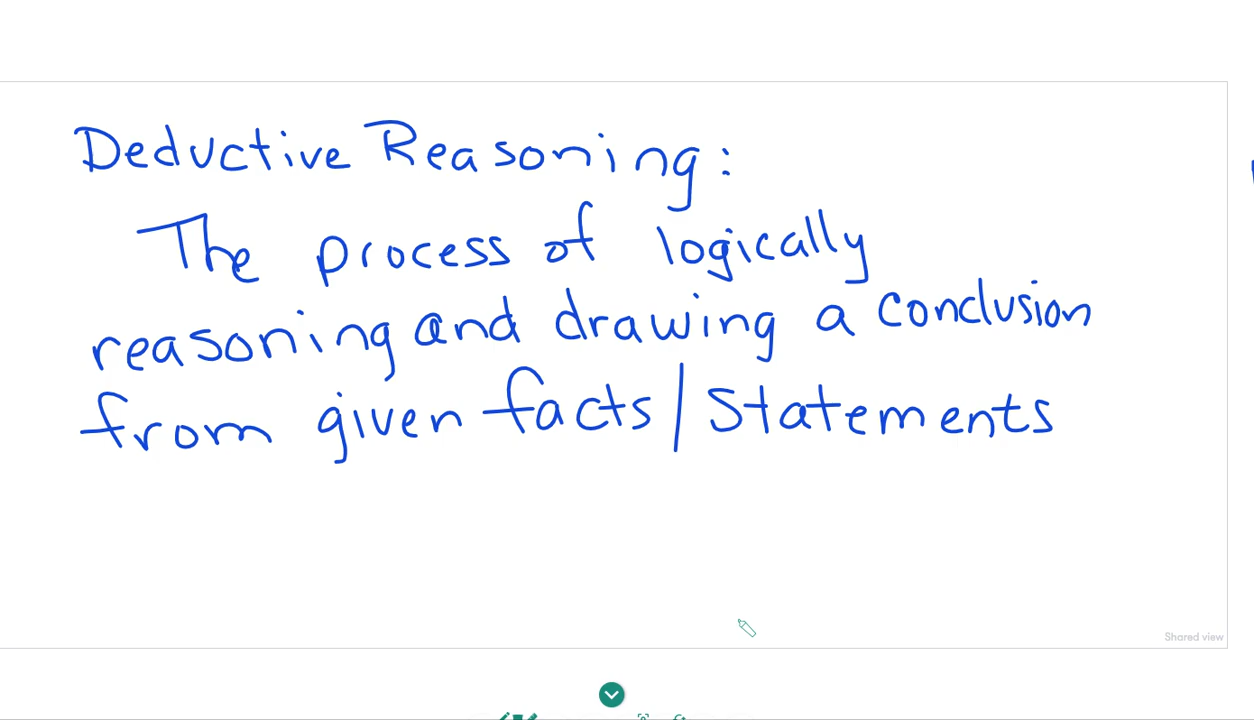 Deductive Reasoning:
The process of logically
reasoning and drawing a conclusion
from given facts/Statements
Shared view